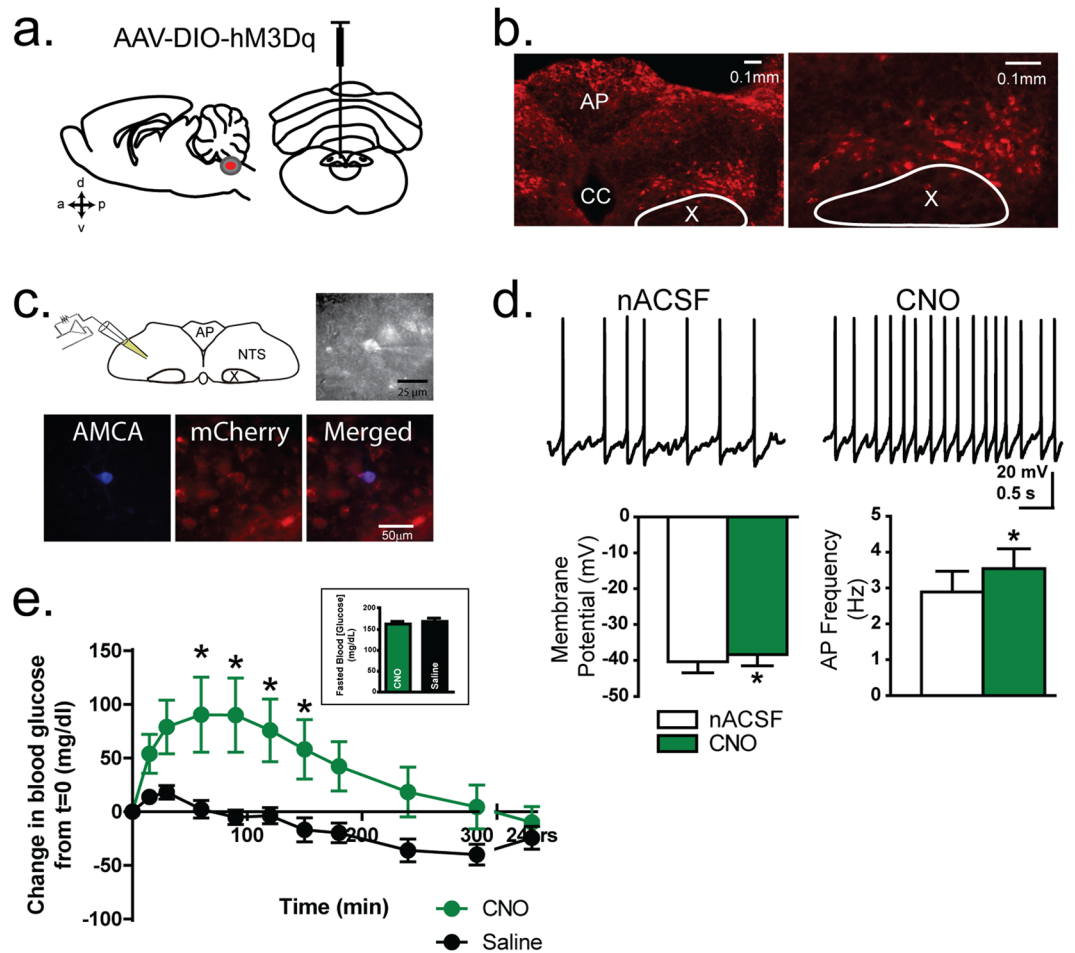 a.
AAV-DIO-hM3Dq
d
a p
v
b.
AP
CC
X
0.1mm
X
0.1mm
c.
AP
NTS
X
25 μm
AMCA
mCherry
Merged
50μm
d.
nACSF
CNO
20 mV
0.5 s
Membrane
Potential (mV)
0
-10
-20
-30
-40
-50
*
nACSF
CNO
AP Frequency
(Hz)
5
4
3
2
1
0
*
e.
Change in blood glucose
from t=0 (mg/dl)
150
100
50
0
-50
-100
* * * *
100 200 300
Time (min)
CNO
Saline
Fasted Blood [Glucose]
(mg/dL)
200
150
100
50
0
CNO
Saline